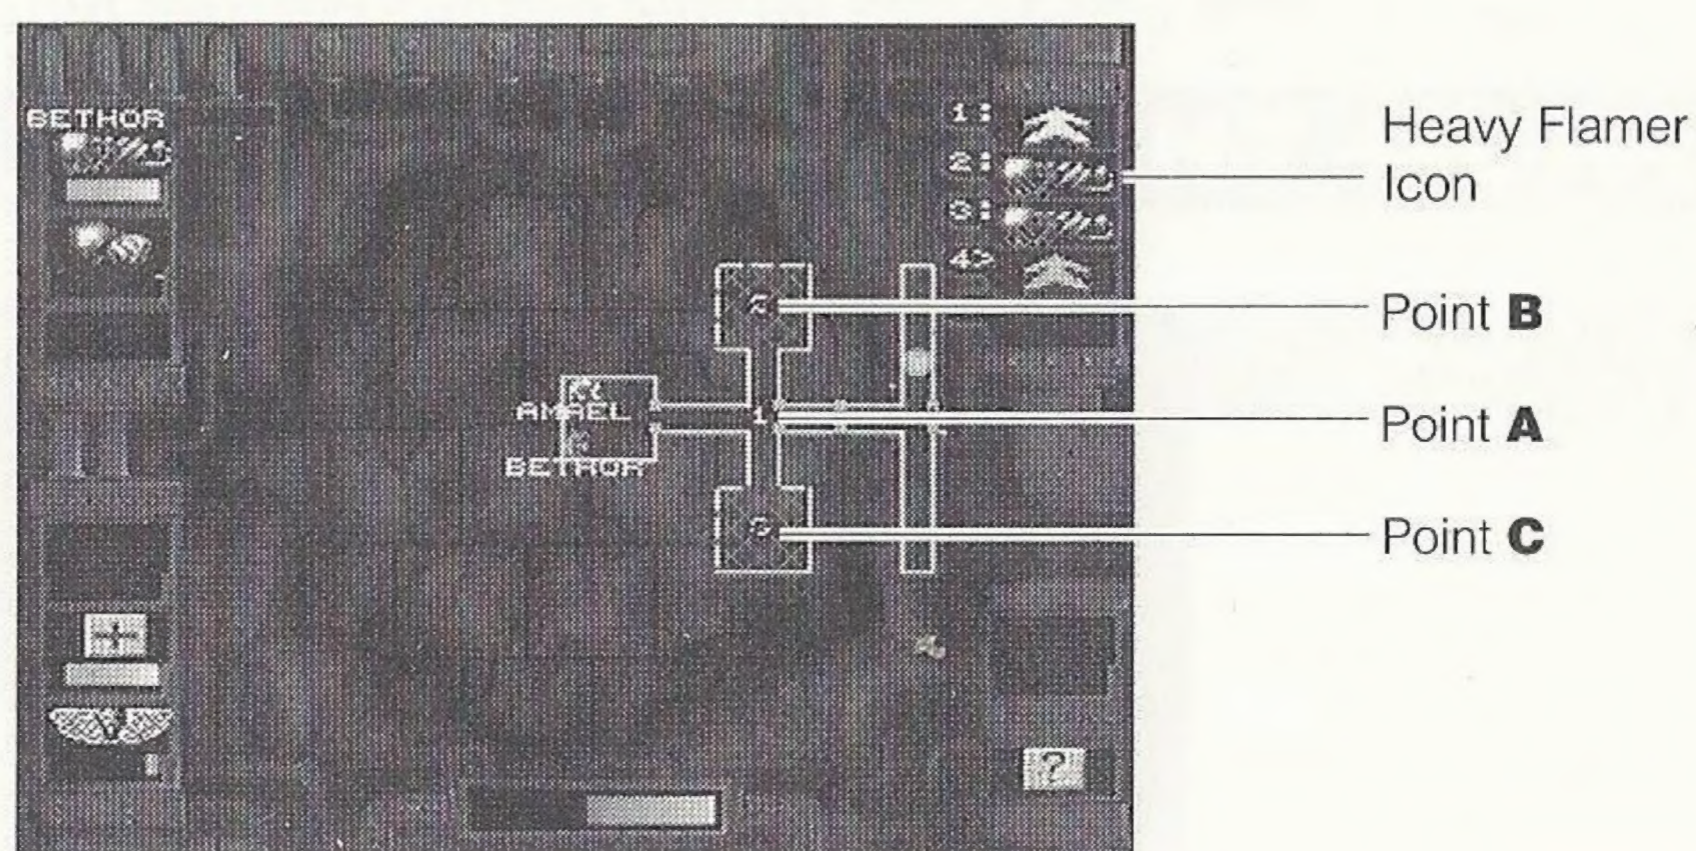 BETHOR
1:
2:
3:
4>
Heavy Flamer
Icon
Point B
AMAEL
1
Point A
BETHOR
Point C
?